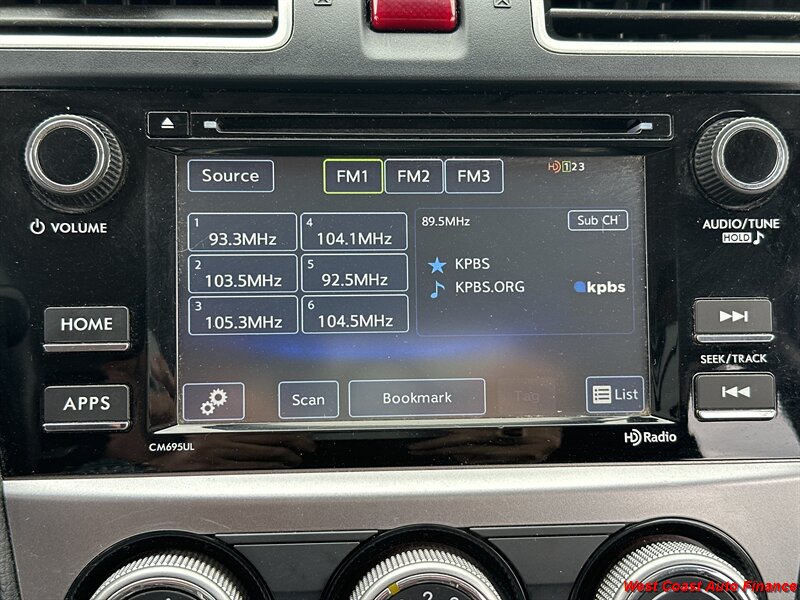 Source
FM1
FM2
FM3
HD 1 2 3
VOLUME
AUDIO/TUNE
HOLD
1
93.3MHz
4
104.1MHz
2
103.5MHz
5
92.5MHz
3
105.3MHz
6
104.5MHz
89.5MHz
Sub CH
KPBS
KPBS.ORG
kpbs
HOME
APPS
SEEK/TRACK
Scan
Bookmark
Tag
List
CM695UL
HD Radio
2
West Coast Auto Finance